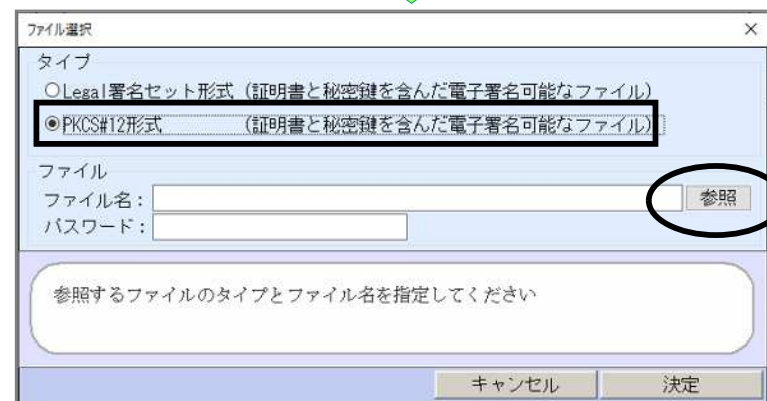 ファイル選択
タイプ
Legal署名セット形式（証明書と秘密鍵を含んだ電子署名可能なファイル）
PKCS#12形式　（証明書と秘密鍵を含んだ電子署名可能なファイル）
ファイル
ファイル名： 参照
パスワード：
参照するファイルのタイプとファイル名を指定してください
キャンセル 決定